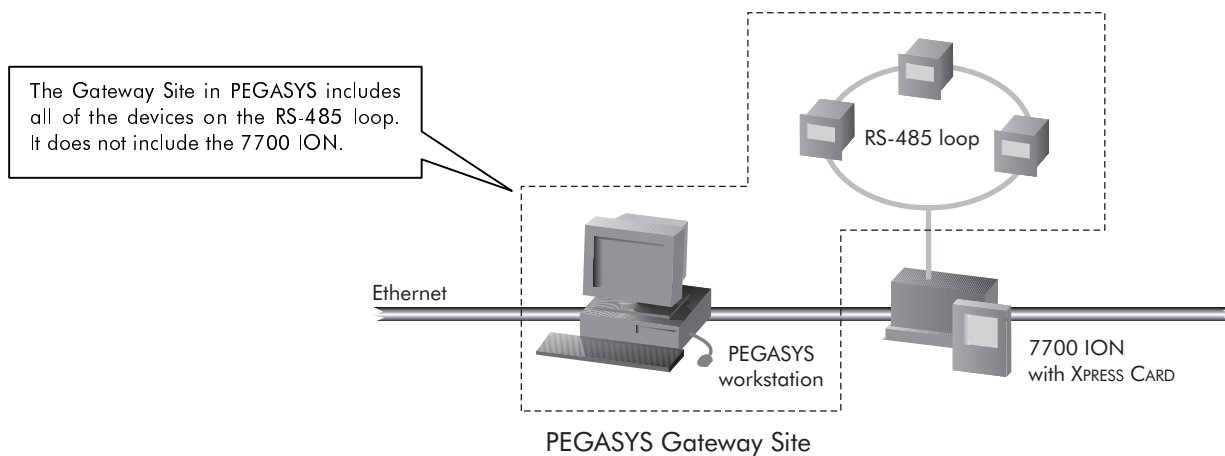 The Gateway Site in PEGASYS includes
all of the devices on the RS-485 loop.
It does not include the 7700 ION.
RS-485 loop
Ethernet
PEGASYS
workstation
7700 ION
with XPRESS CARD
PEGASYS Gateway Site